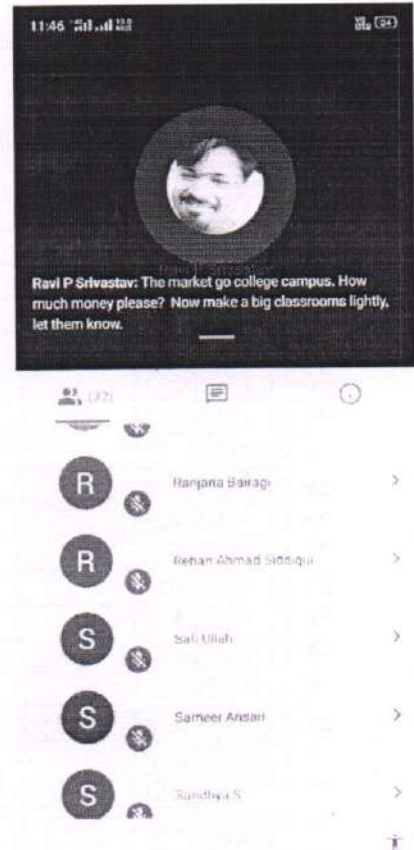 11:46
Ravi P Srivastav: The market go college campus. How
much money please? Now make a big classrooms lightly,
let them know.
R Ranjana Bairagi
R Rehan Ahmad Siddiqui
S Safi Ullah
S Sameer Ansari
S Sandhya S